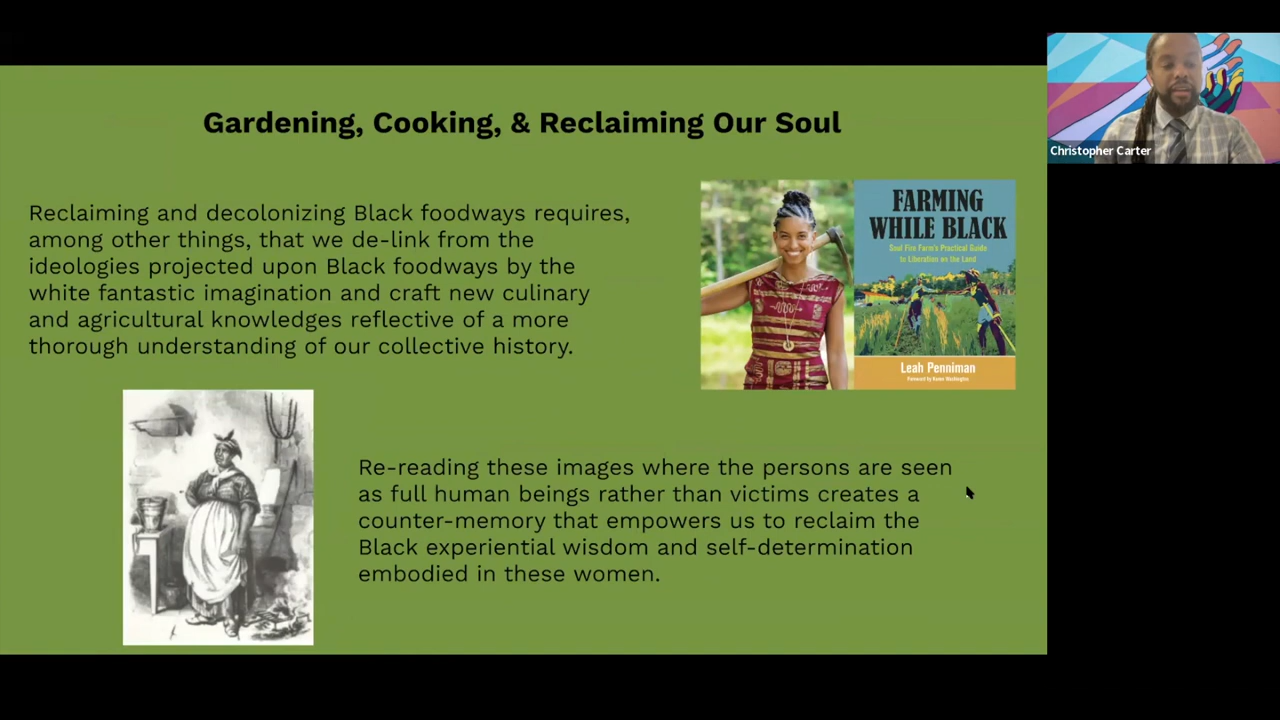 Gardening, Cooking, & Reclaiming Our Soul
Reclaiming and decolonizing Black foodways requires,
among other things, that we de-link from the
ideologies projected upon Black foodways by the
white fantastic imagination and craft new culinary
and agricultural knowledges reflective of a more
thorough understanding of our collective history.
FARMING
WHILE BLACK
Soul Fire Farm's Practical Guide
to Liberation on the Land
Leah Penniman
Foreword by Karen Washington
Re-reading these images where the persons are seen
as full human beings rather than victims creates a
counter-memory that empowers us to reclaim the
Black experiential wisdom and self-determination
embodied in these women.
Christopher Carter